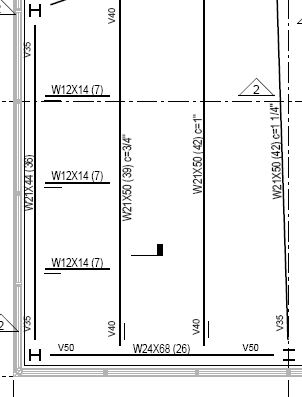 V40
V35
2
W12X14 (7)
W21X50 (39) c=3/4"
W21X50 (42) c=1"
W21X50 (42) c=1 1/4"
W21X44 (36)
W12X14 (7)
W12X14 (7)
V35
V40
V40
V35
2
V50
W24X68 (26)
V50